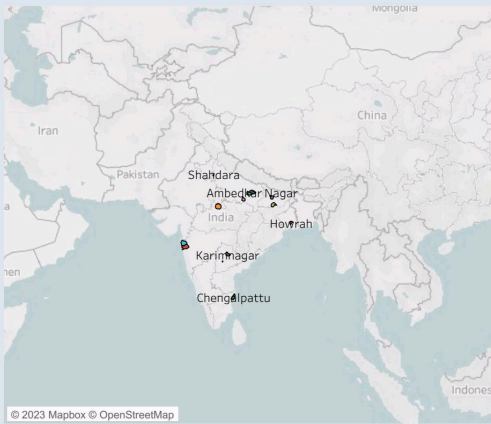 Mongolia
Iran
China
Pakistan
Shahdara
Ambedkar Nagar
India
Howrah
Karimnagar
Chengalpattu
Indones
© 2023 Mapbox © OpenStreetMap